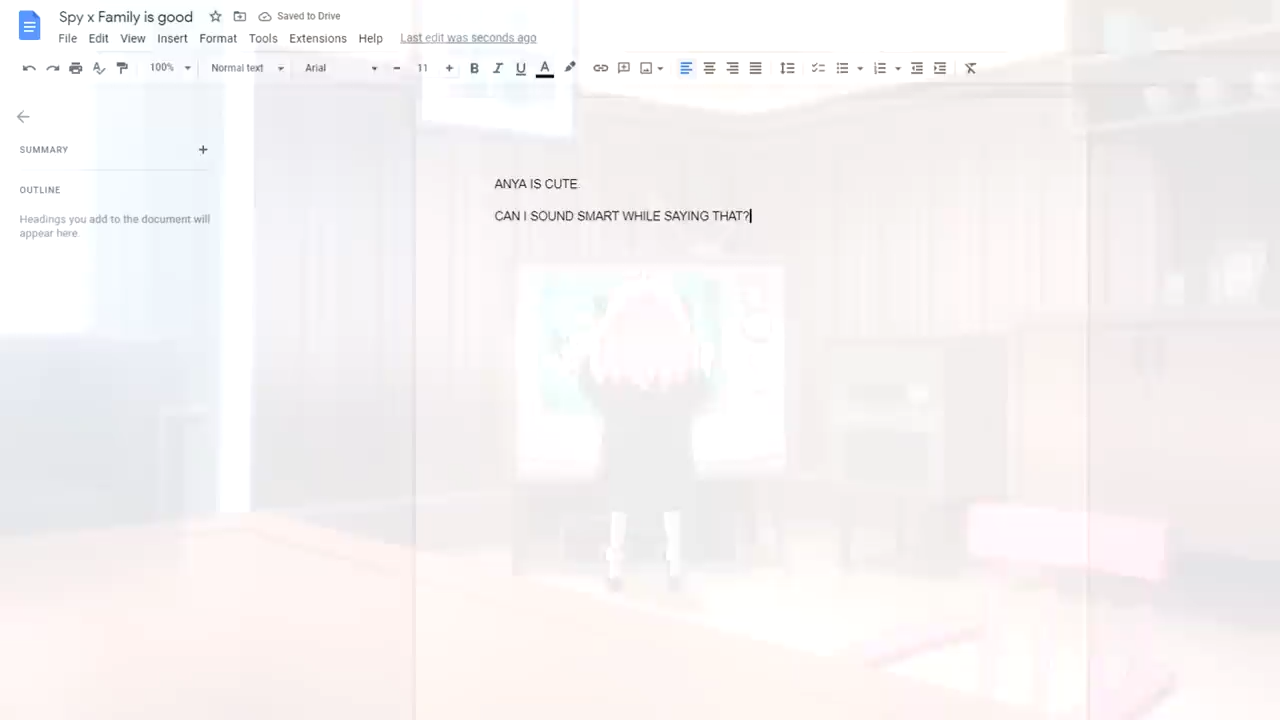 Spy x Family is good
Saved to Drive
File Edit View Insert Format Tools Extensions Help Last edit was seconds ago
100% Normal text Arial - 11 + B I U A
SUMMARY +
OUTLINE
Headings you add to the document will
appear here.
ANYA IS CUTE.
CAN I SOUND SMART WHILE SAYING THAT?